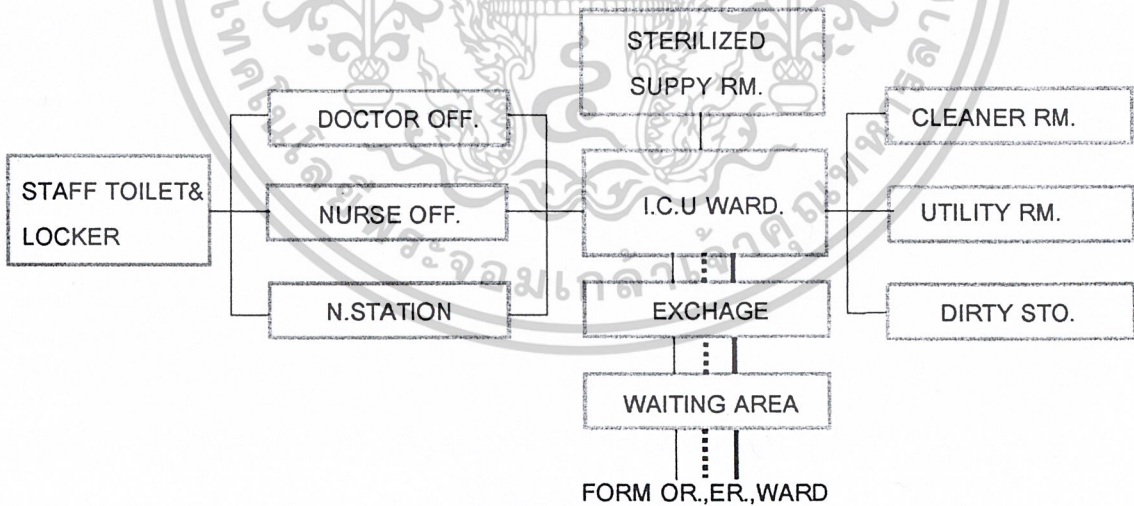 STERILIZED
SUPPY RM.
DOCTOR OFF.
CLEANER RM.
STAFF TOILET&
LOCKER
NURSE OFF.
I.C.U WARD.
UTILITY RM.
N.STATION
EXCHAGE
DIRTY STO.
WAITING AREA
FORM OR.,ER.,WARD